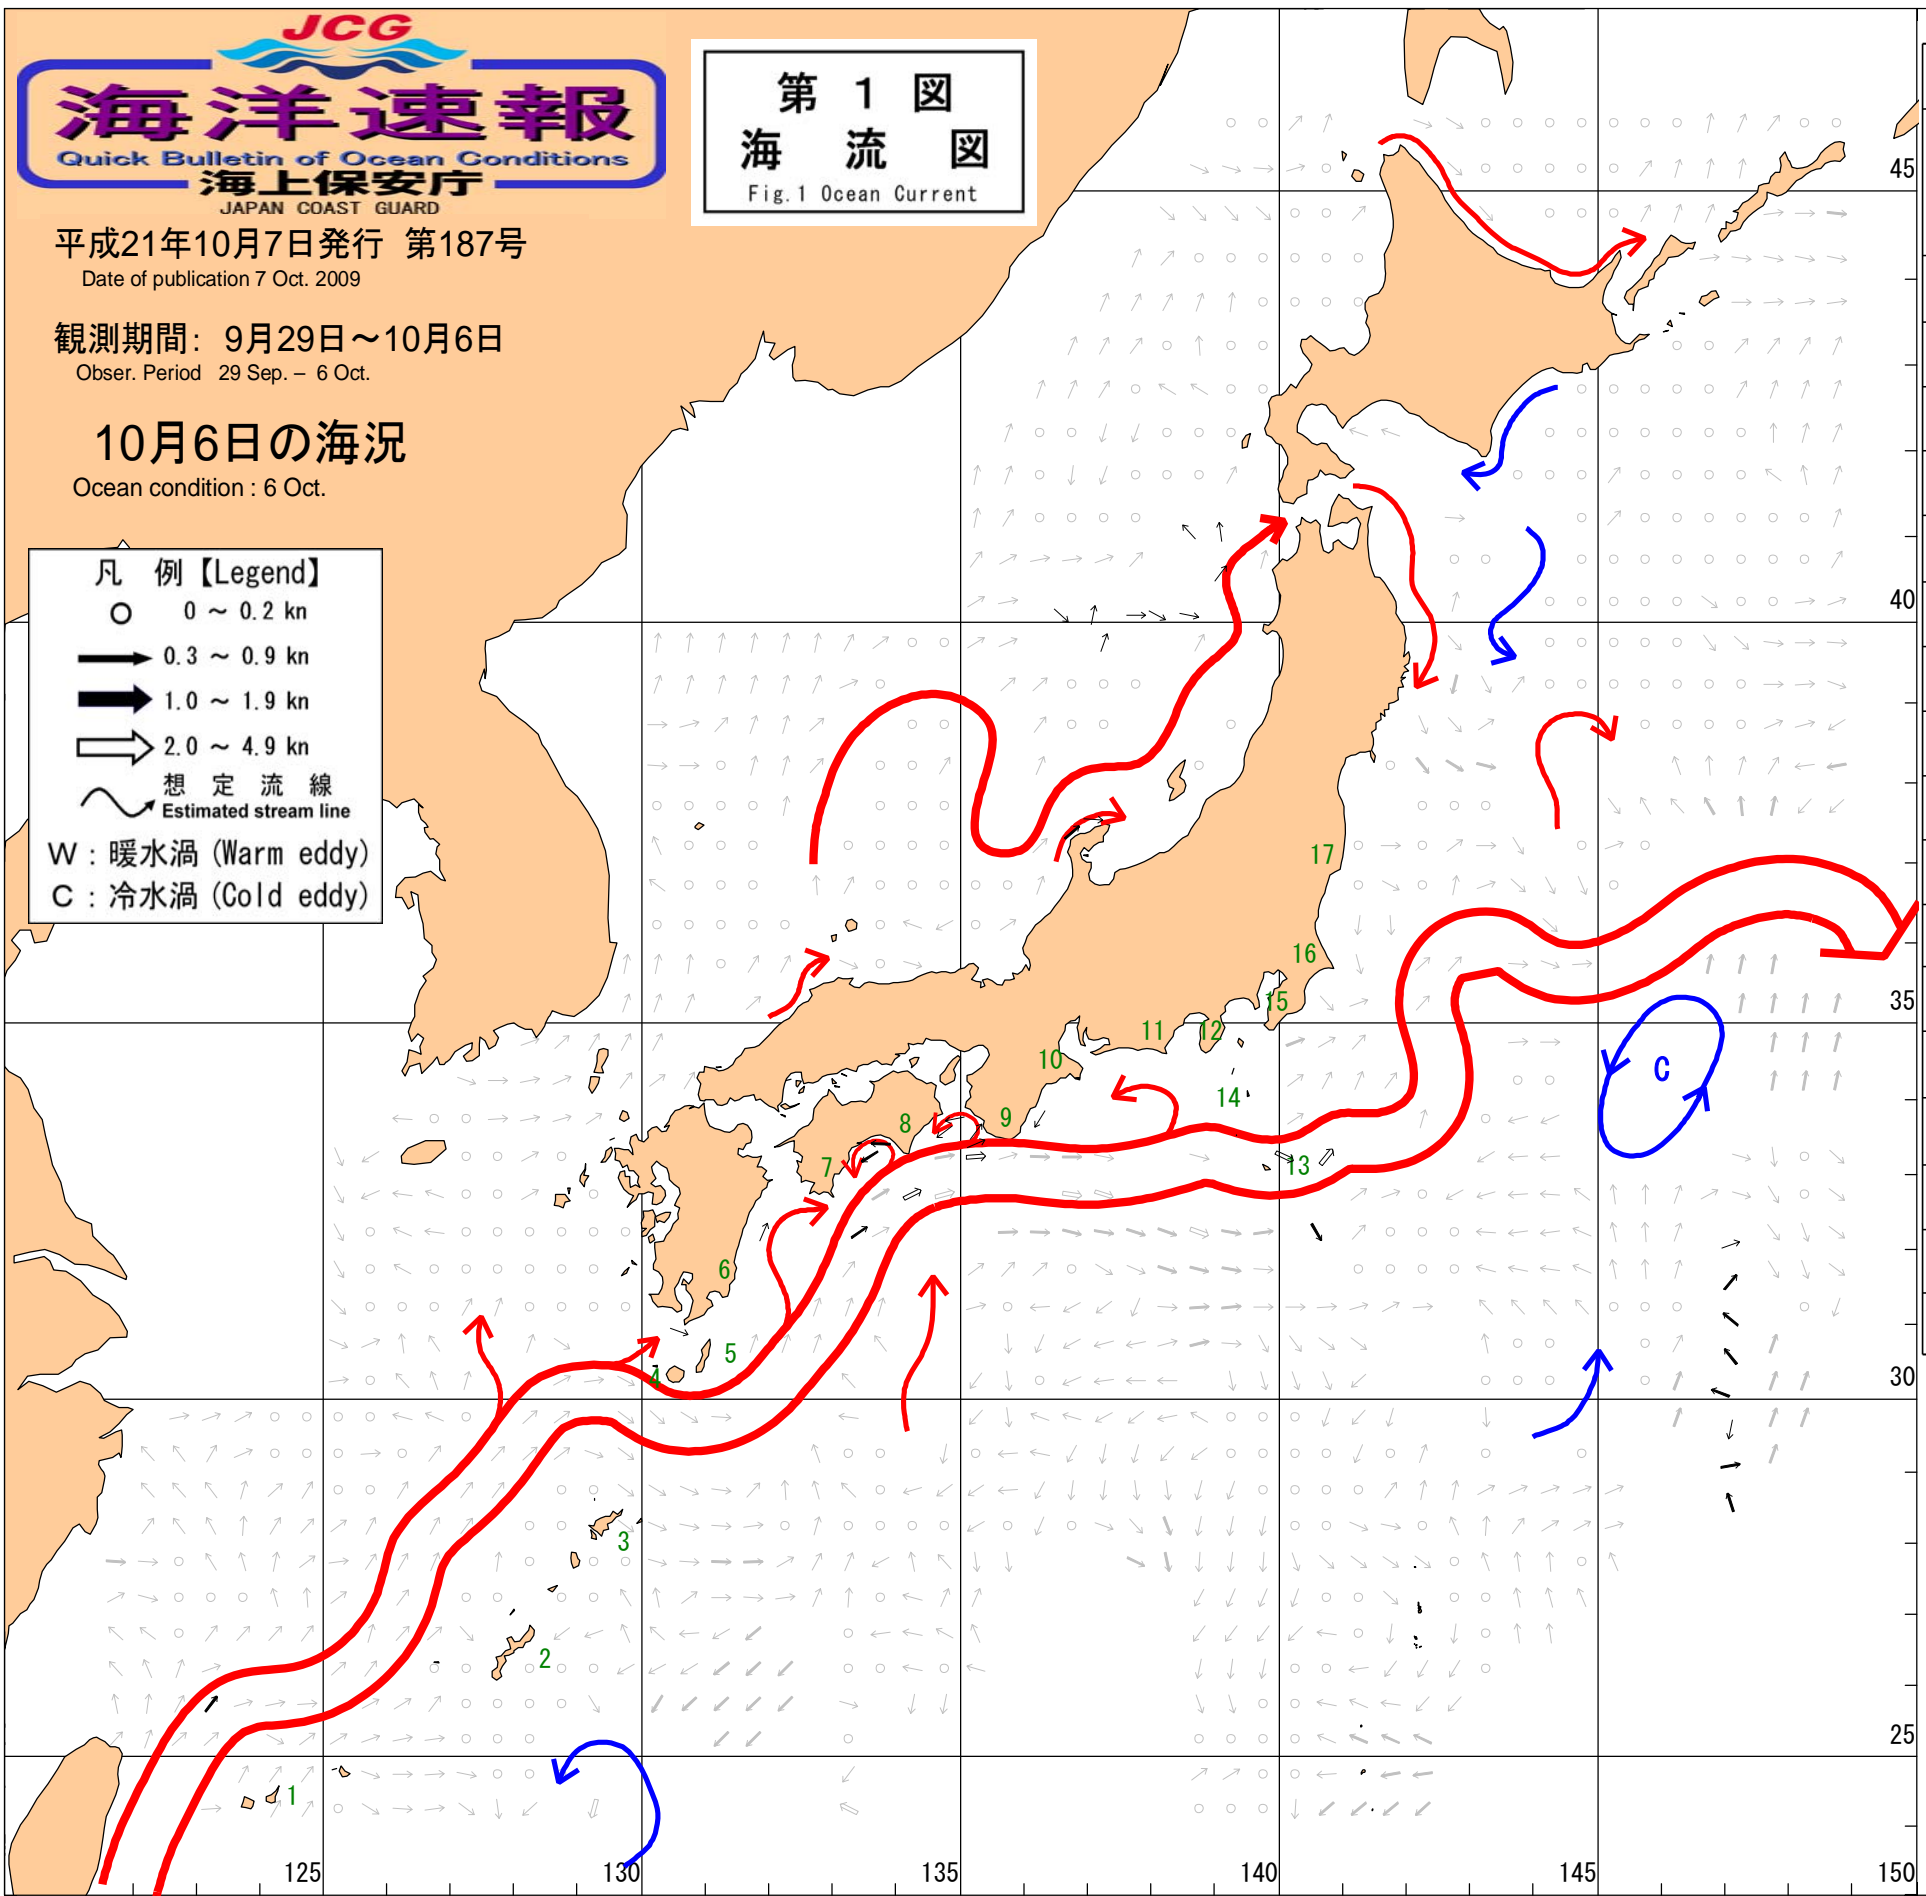 JCG
海洋速報
Quick Bulletin of Ocean Conditions
海上保安庁
JAPAN COAST GUARD
平成21年10月7日発行 第187号
Date of publication 7 Oct. 2009
観測期間: 9月29日～10月6日
Obser. Period 29 Sep. – 6 Oct.
10月6日の海況
Ocean condition : 6 Oct.
第 1 図
海 流 図
Fig.1 Ocean Current
凡 例【Legend】
0 ～ 0.2 kn
0.3 ～ 0.9 kn
1.0 ～ 1.9 kn
2.0 ～ 4.9 kn
想 定 流 線
Estimated stream line
W : 暖水渦 (Warm eddy)
C : 冷水渦 (Cold eddy)
45
40
17
16
35
15
12
11
10
C
14
9
8
7
13
6
5
4
30
3
2
25
1
125
130
135
140
145
150